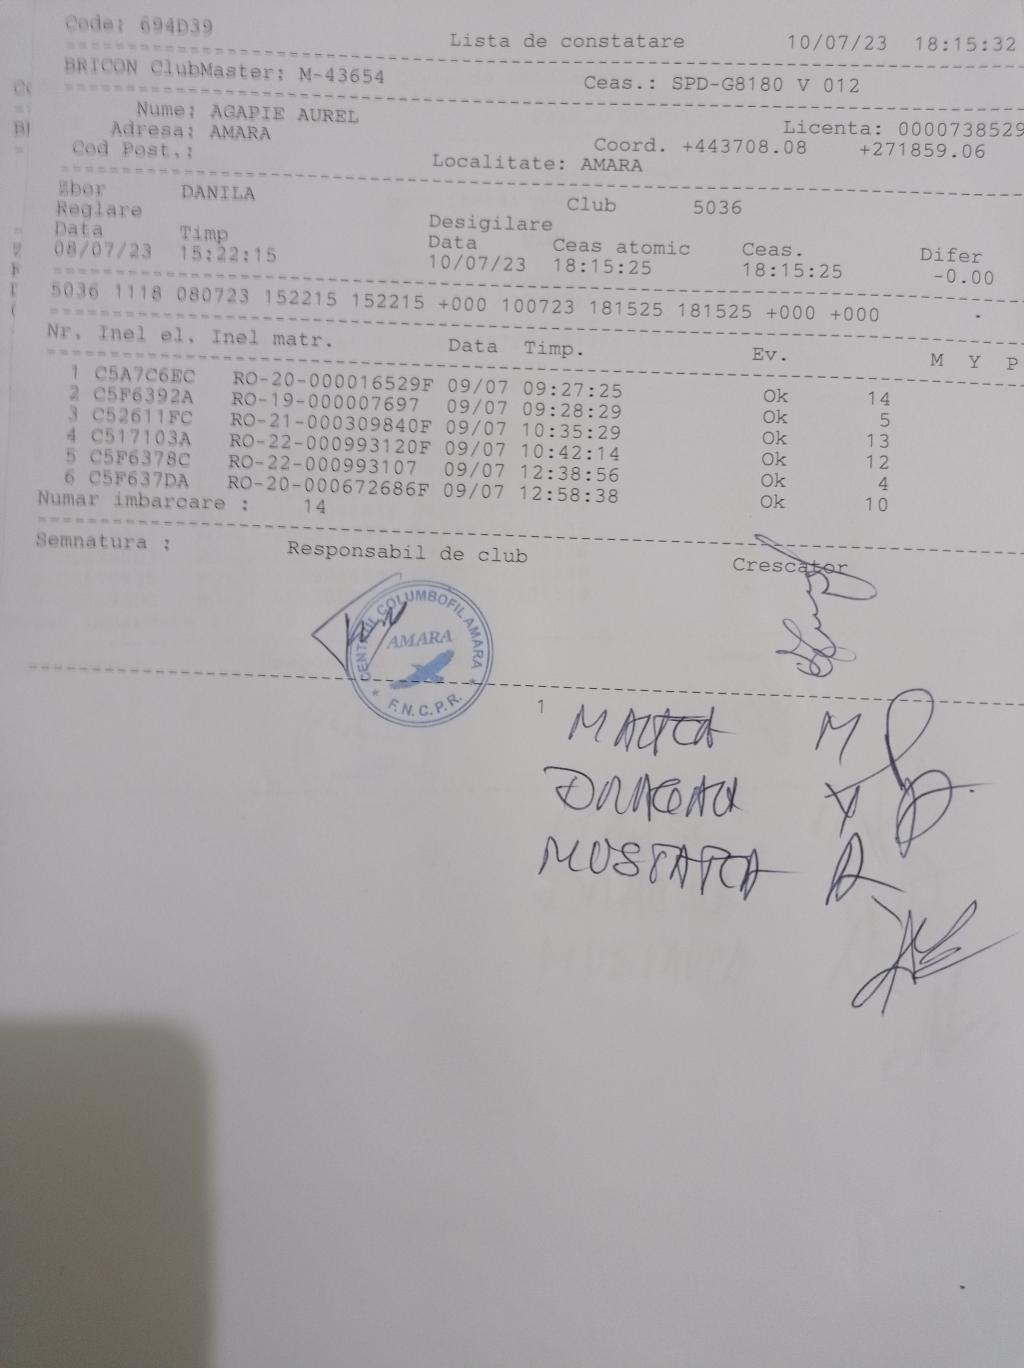 Code: 694D39
Lista de constatare 10/07/23 18:15:32
BRICON ClubMaster: M-43654 Ceas.: SPD-G8180 V 012
Nume: AGAPIE AUREL Licenta: 0000738529
Adresa: AMARA Coord. +443708.08 +271859.06
Cod Post.: Localitate: AMARA
Zbor DANILA Club 5036
Reglare Desigilare
Data Timp Data Ceas atomic Ceas. Difer
08/07/23 15:22:15 10/07/23 18:15:25 18:15:25 -0.00
5036 1118 080723 152215 152215 +000 100723 181525 181525 +000 +000
Nr. Inel el. Inel matr. Data Timp. Ev. M Y P
1 C5A7C6EC RO-20-000016529F 09/07 09:27:25 Ok 14
2 C5F6392A RO-19-000007697 09/07 09:28:29 Ok 5
3 C52611FC RO-21-000309840F 09/07 10:35:29 Ok 13
4 C517103A RO-22-000993120F 09/07 10:42:14 Ok 12
5 C5F6378C RO-22-000993107 09/07 12:38:56 Ok 4
6 C5F637DA RO-20-000672686F 09/07 12:58:38 Ok 10
Numar imbarcare : 14
Semnatura : Responsabil de club Crescator
CENTRUL COLUMBOFIL AMARA
AMARA
* F.N.C.P.R. *
1
M
MUSTATEA A